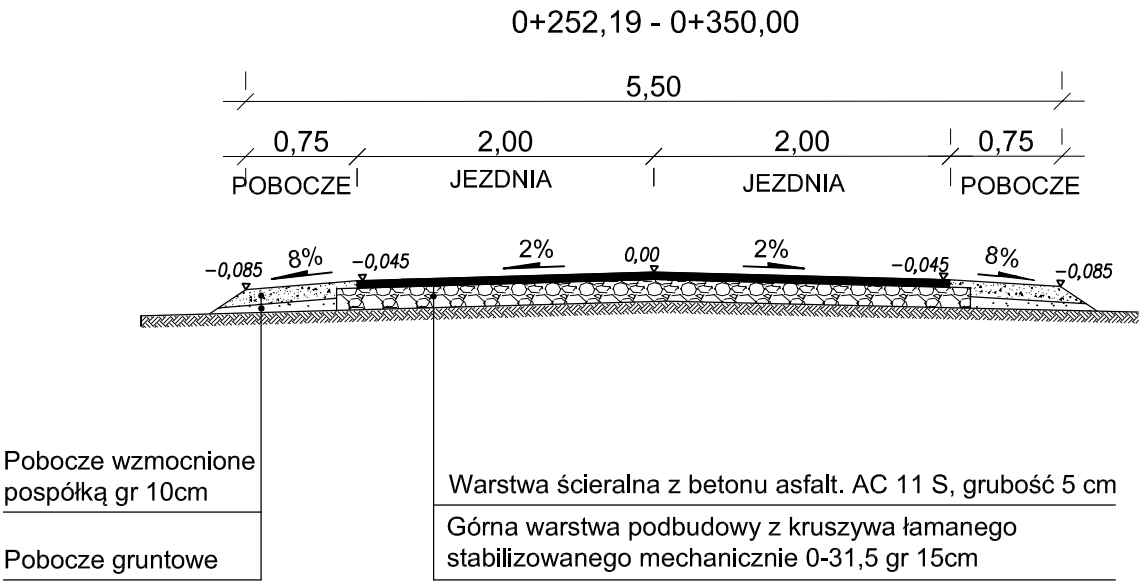 0+252,19 - 0+350,00
5,50
0,75 2,00 2,00 0,75
POBOCZE JEZDNIA JEZDNIA POBOCZE
-0,085 8% -0,045 2% 0,00 2% -0,045 8% -0,085
Pobocze wzmocnione
pospółką gr 10cm
Pobocze gruntowe
Warstwa ścieralna z betonu asfalt. AC 11 S, grubość 5 cm
Górna warstwa podbudowy z kruszywa łamanego
stabilizowanego mechanicznie 0-31,5 gr 15cm